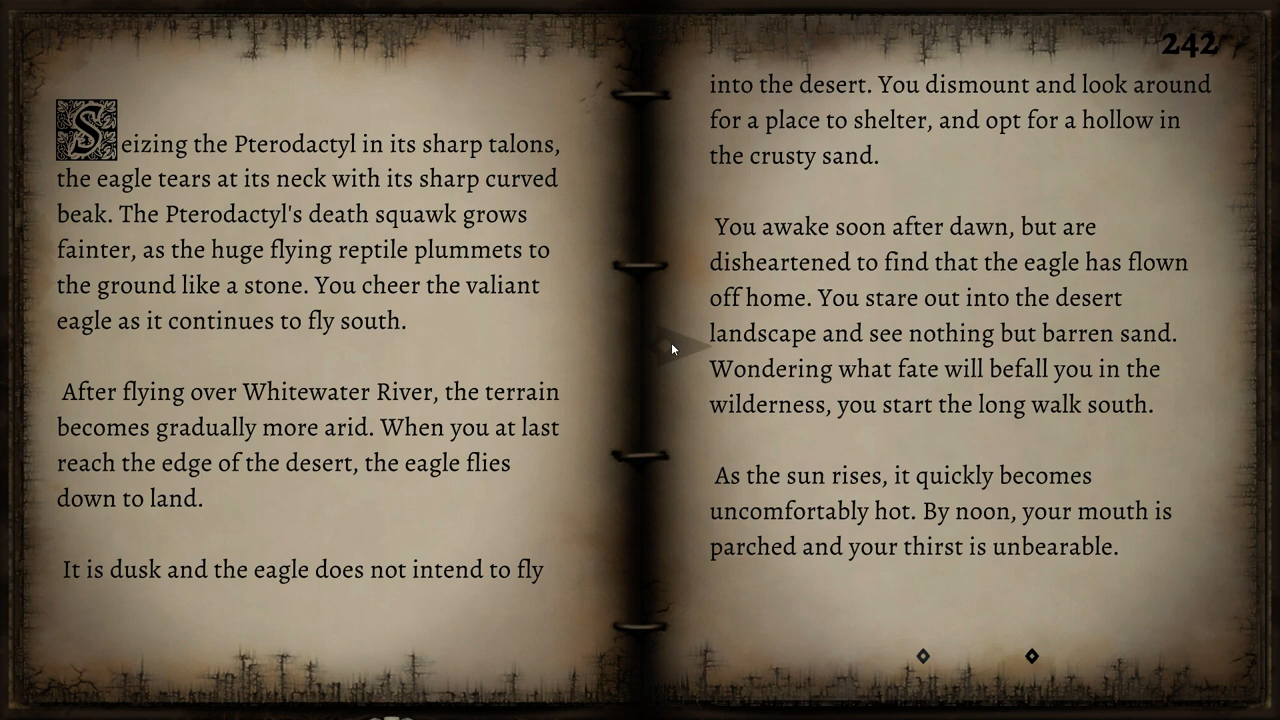 Seizing the Pterodactyl in its sharp talons,
the eagle tears at its neck with its sharp curved
beak. The Pterodactyl's death squawk grows
fainter, as the huge flying reptile plummets to
the ground like a stone. You cheer the valiant
eagle as it continues to fly south.
After flying over Whitewater River, the terrain
becomes gradually more arid. When you at last
reach the edge of the desert, the eagle flies
down to land.
It is dusk and the eagle does not intend to fly
242
into the desert. You dismount and look around
for a place to shelter, and opt for a hollow in
the crusty sand.
You awake soon after dawn, but are
disheartened to find that the eagle has flown
off home. You stare out into the desert
landscape and see nothing but barren sand.
Wondering what fate will befall you in the
wilderness, you start the long walk south.
As the sun rises, it quickly becomes
uncomfortably hot. By noon, your mouth is
parched and your thirst is unbearable.